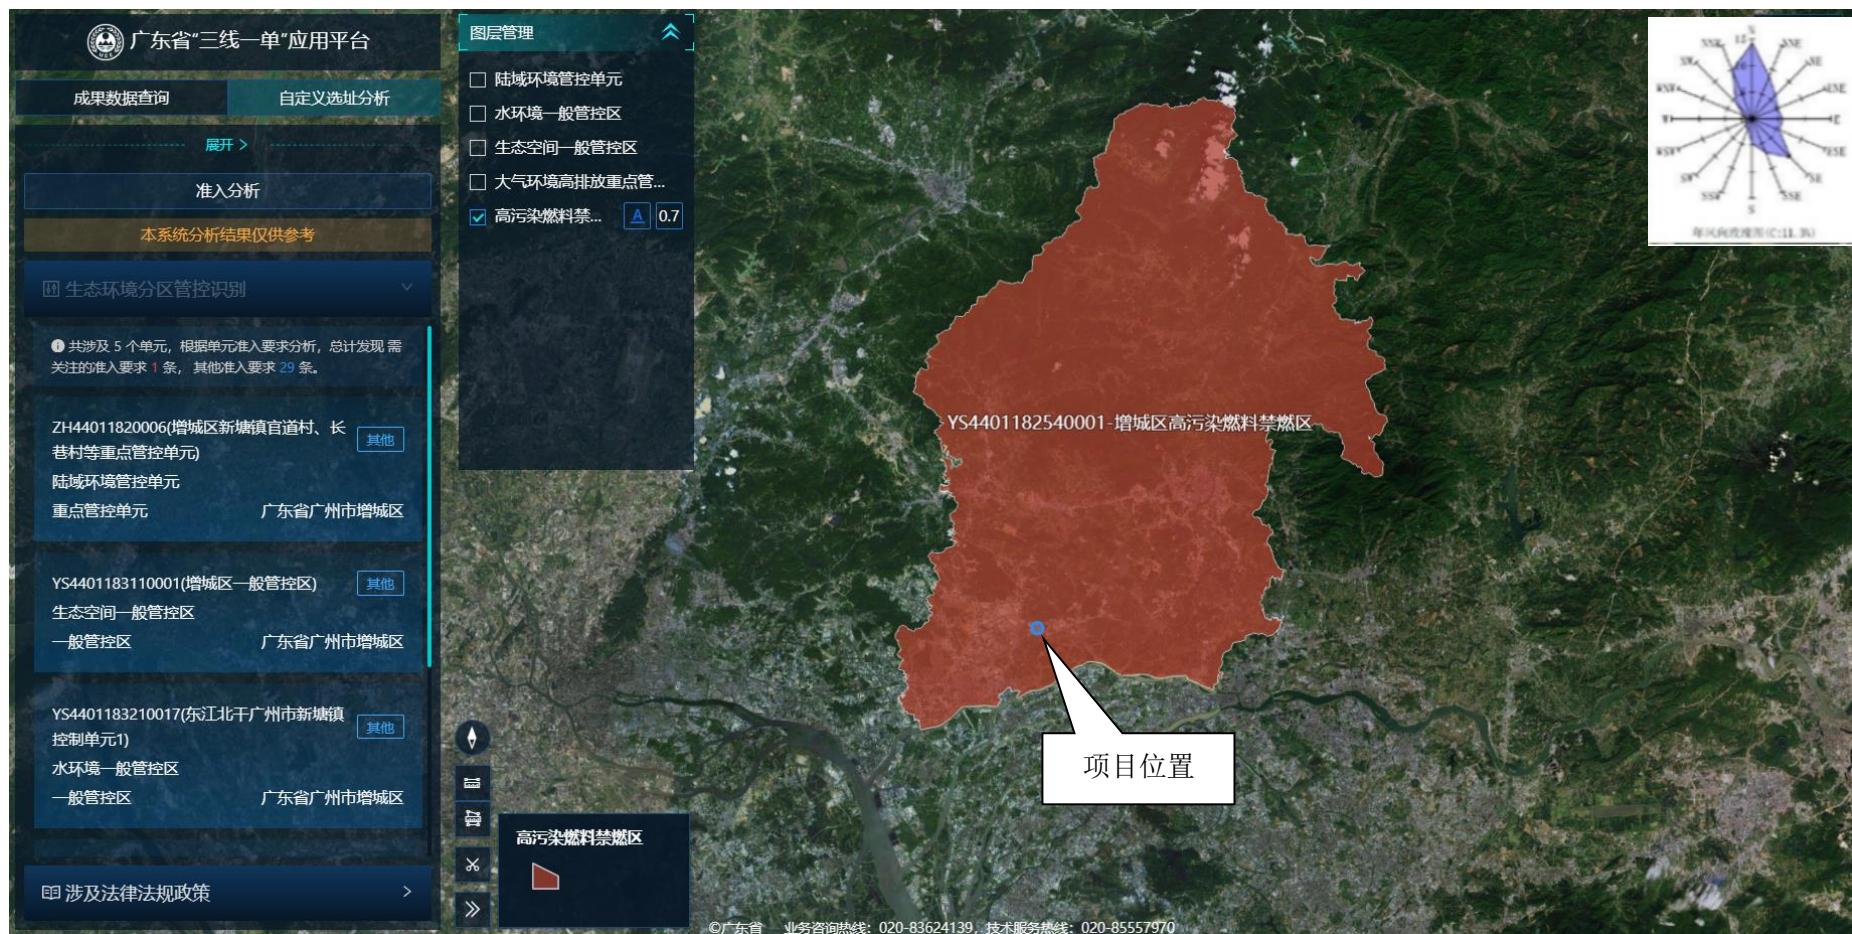 广东省“三线一单”应用平台
成果数据查询
自定义选址分析
展开 >
准入分析
本系统分析结果仅供参考
生态环境分区管控识别
共涉及 5 个单元，根据单元准入要求分析，总计发现 需
关注的准入要求 1 条， 其他准入要求 29 条。
ZH44011820006(增城区新塘镇官道村、长
巷村等重点管控单元)
其他
陆域环境管控单元
重点管控单元
广东省广州市增城区
YS4401183110001(增城区一般管控区)
其他
生态空间一般管控区
一般管控区
广东省广州市增城区
YS4401183210017(东江北干广州市新塘镇
控制单元1)
其他
水环境一般管控区
一般管控区
广东省广州市增城区
涉及法律法规政策
图层管理
陆域环境管控单元
水环境一般管控区
生态空间一般管控区
大气环境高排放重点管...
高污染燃料禁...
A
0.7
YS4401182540001-增城区高污染燃料禁燃区
项目位置
高污染燃料禁燃区
©广东省 业务咨询热线：020-83624139，技术服务热线：020-85557970
N
NNE
NE
ENE
E
ESE
SE
SSE
S
SSW
SW
WSW
W
WNW
NW
NNW